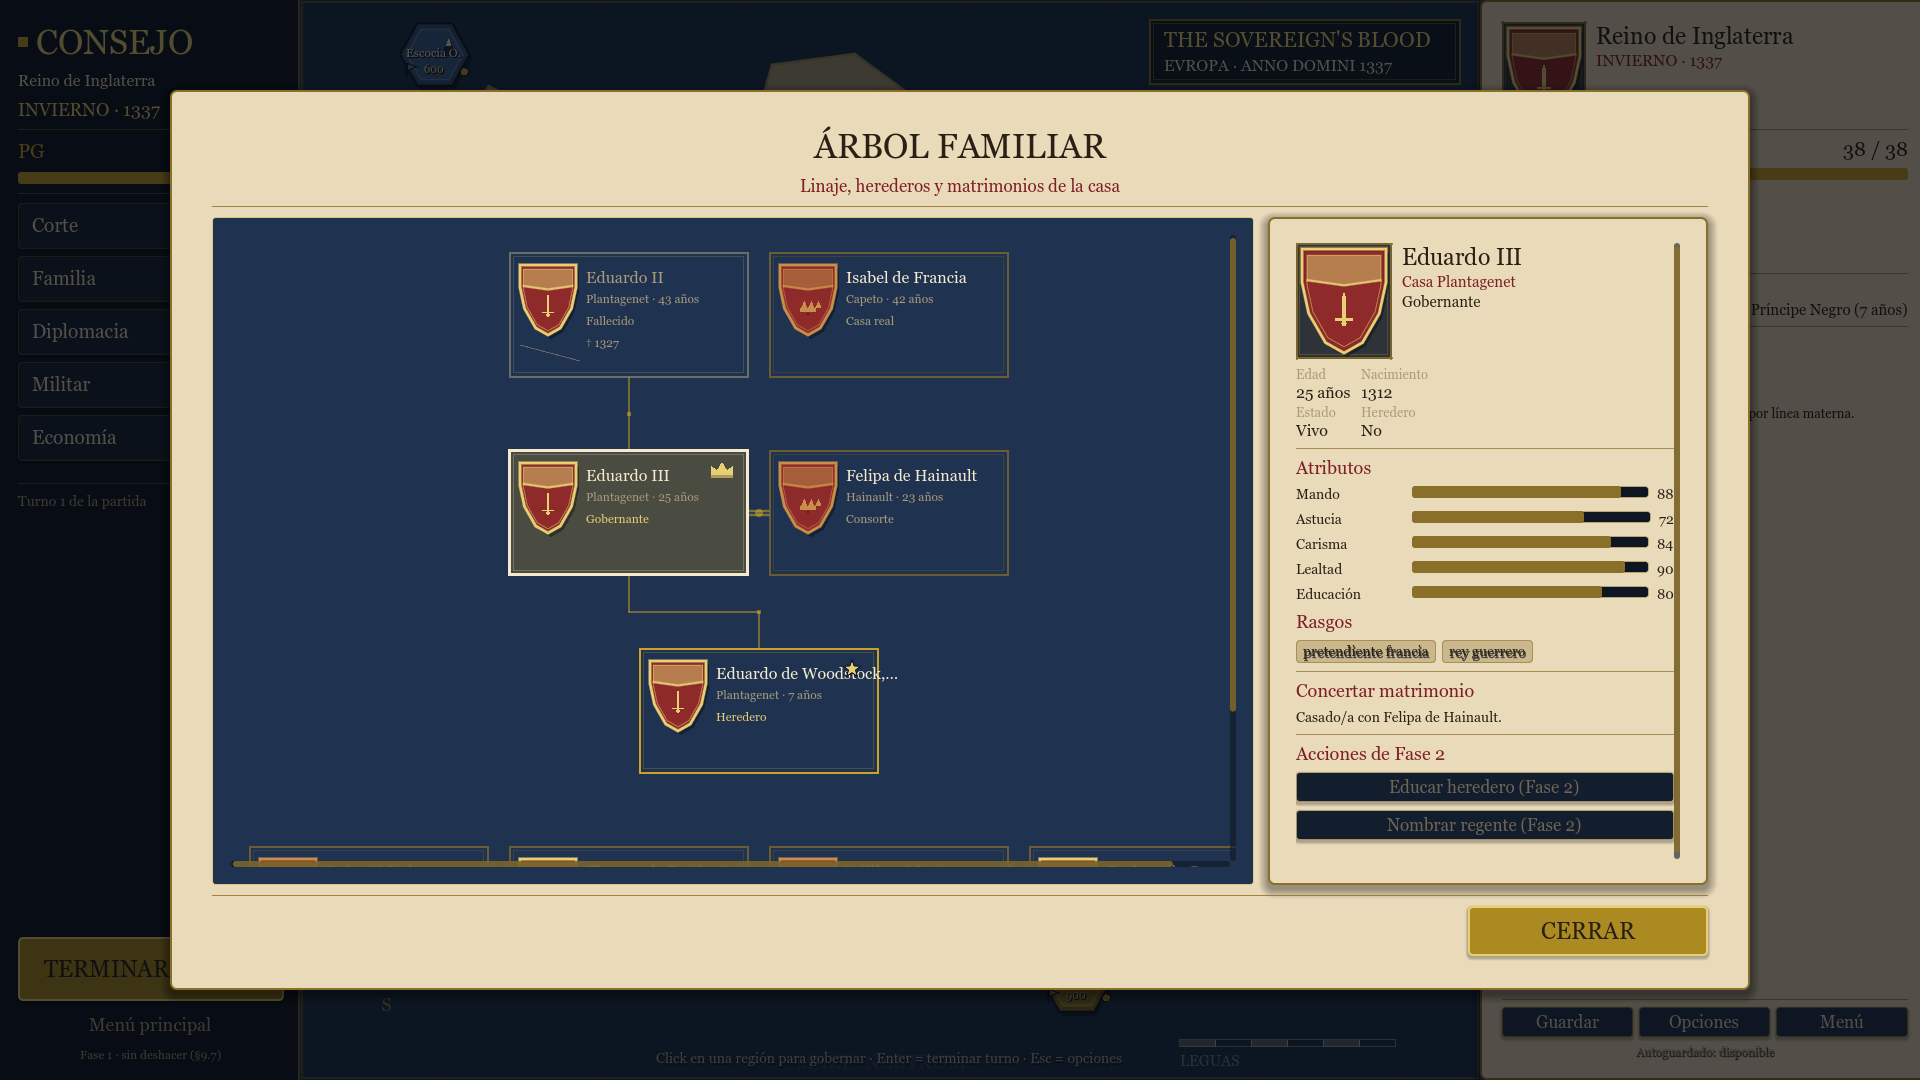 CONSEJO
Reino de Inglaterra
INVIERNO · 1337
PG
Corte
Familia
Diplomacia
Militar
Economía
Turno 1 de la partida
TERMINAR
Menú principal
Fase 1 · sin deshacer (§9.7)
Escocia O.
600
THE SOVEREIGN'S BLOOD
EVROPA · ANNO DOMINI 1337
Reino de Inglaterra
INVIERNO · 1337
38 / 38
Príncipe Negro (7 años)
por línea materna.
ÁRBOL FAMILIAR
Linaje, herederos y matrimonios de la casa
Eduardo II
Plantagenet · 43 años
Fallecido
† 1327
Isabel de Francia
Capeto · 42 años
Casa real
Eduardo III
Plantagenet · 25 años
Gobernante
Felipa de Hainault
Hainault · 23 años
Consorte
Eduardo de Woodstock,...
Plantagenet · 7 años
Heredero
Eduardo III
Casa Plantagenet
Gobernante
Edad Nacimiento
25 años 1312
Estado Heredero
Vivo No
Atributos
Mando 88
Astucia 72
Carisma 84
Lealtad 90
Educación 80
Rasgos
pretendiente francia rey guerrero
Concertar matrimonio
Casado/a con Felipa de Hainault.
Acciones de Fase 2
Educar heredero (Fase 2)
Nombrar regente (Fase 2)
CERRAR
S
900
Click en una región para gobernar · Enter = terminar turno · Esc = opciones
LEGUAS
Guardar Opciones Menú
Autoguardado: disponible